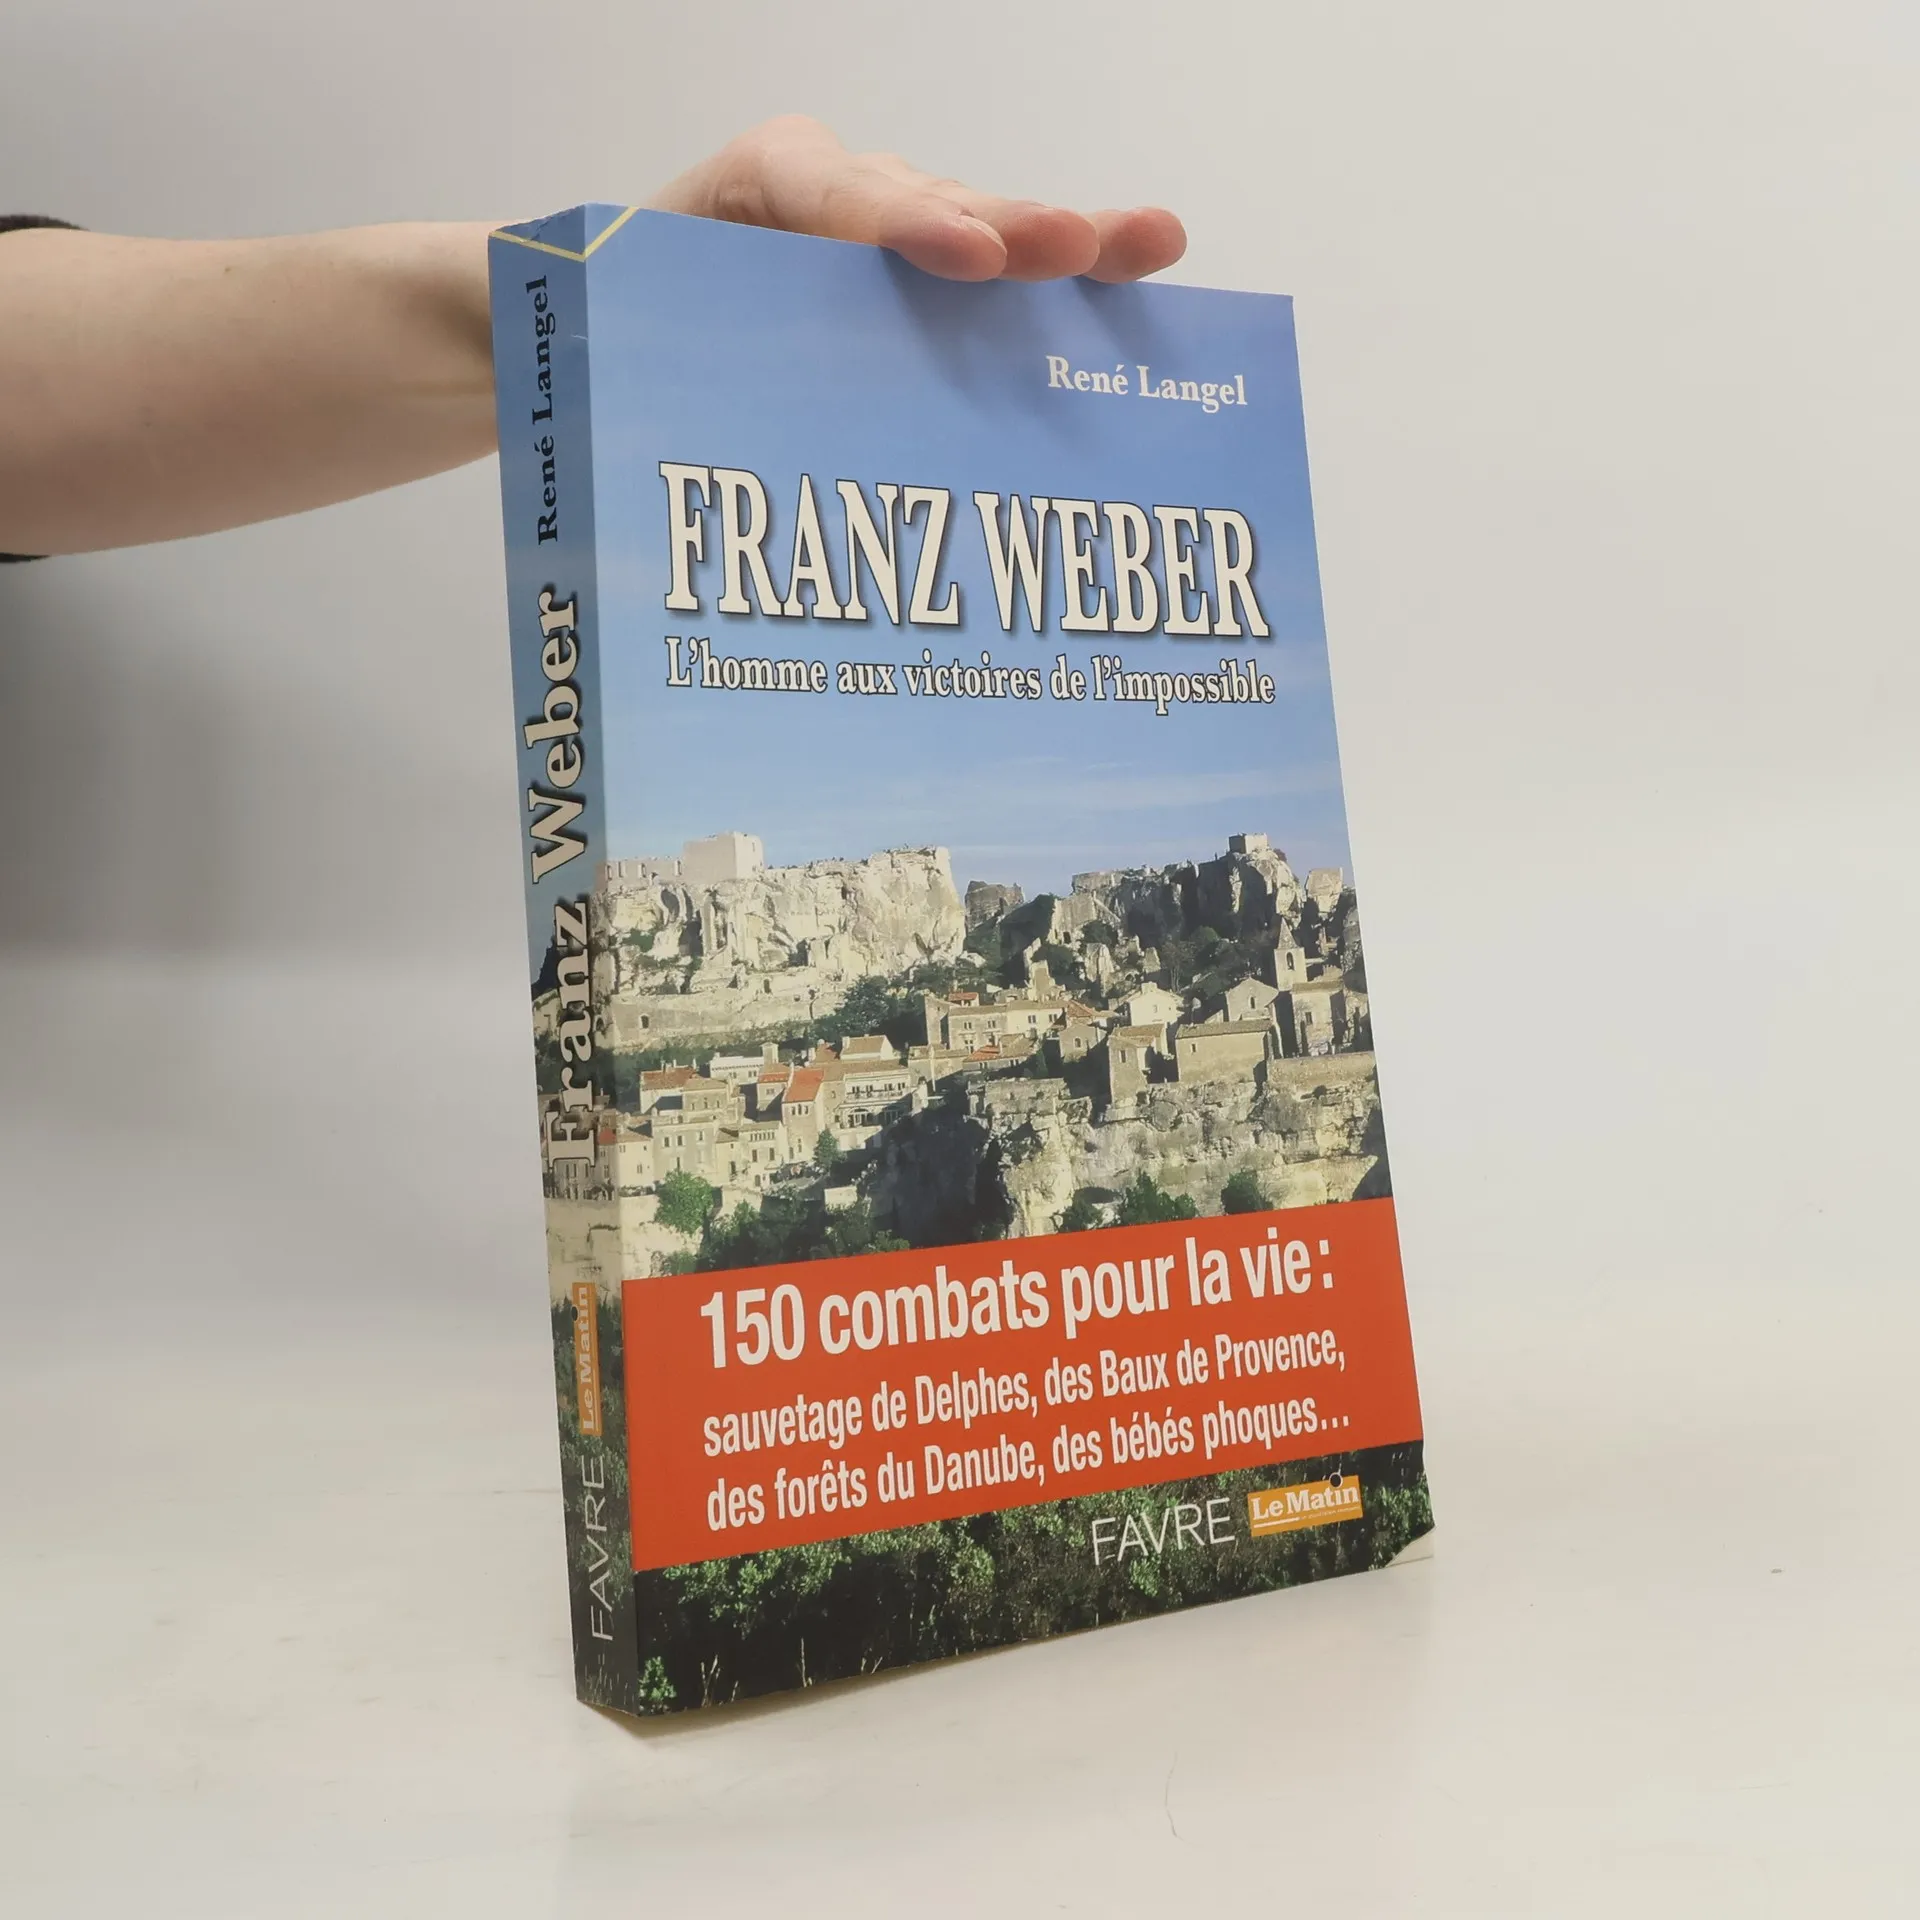 René Langel
FRANZ WEBER
L'homme aux victoires de l'impossible
150 combats pour la vie :
sauvetage de Delphes, des Baux de Provence,
des forêts du Danube, des bébés phoques...
FAVRE
Le Matin
René Langel
Franz Weber
Le Matin
FAVRE